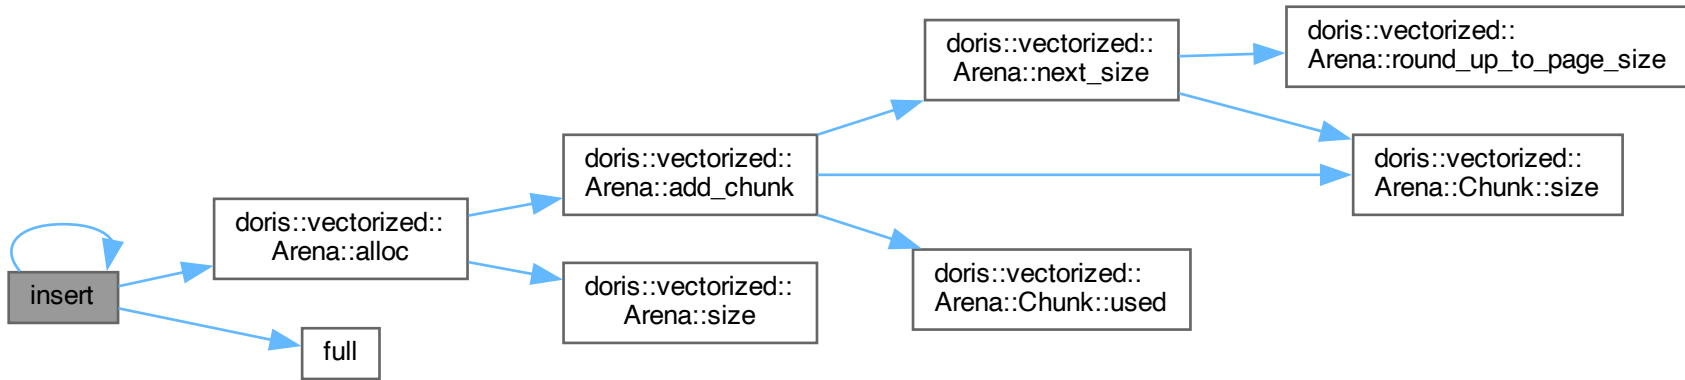 insert
doris::vectorized::
Arena::alloc
full
doris::vectorized::
Arena::add_chunk
doris::vectorized::
Arena::size
doris::vectorized::
Arena::next_size
doris::vectorized::
Arena::Chunk::used
doris::vectorized::
Arena::round_up_to_page_size
doris::vectorized::
Arena::Chunk::size